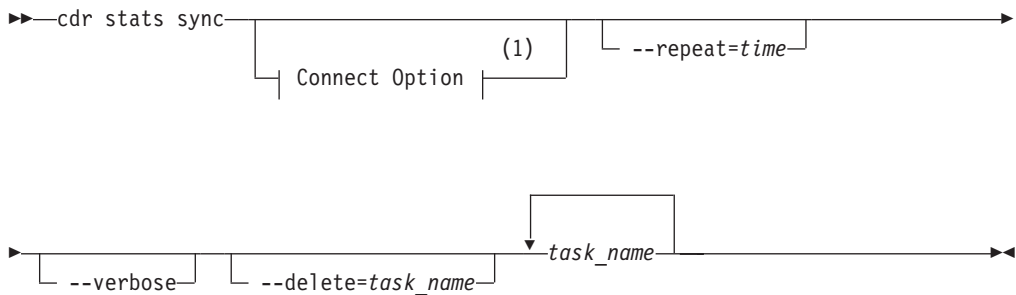 cdr stats sync
(1)
Connect Option
--repeat=time
--verbose
--delete=task_name
task_name